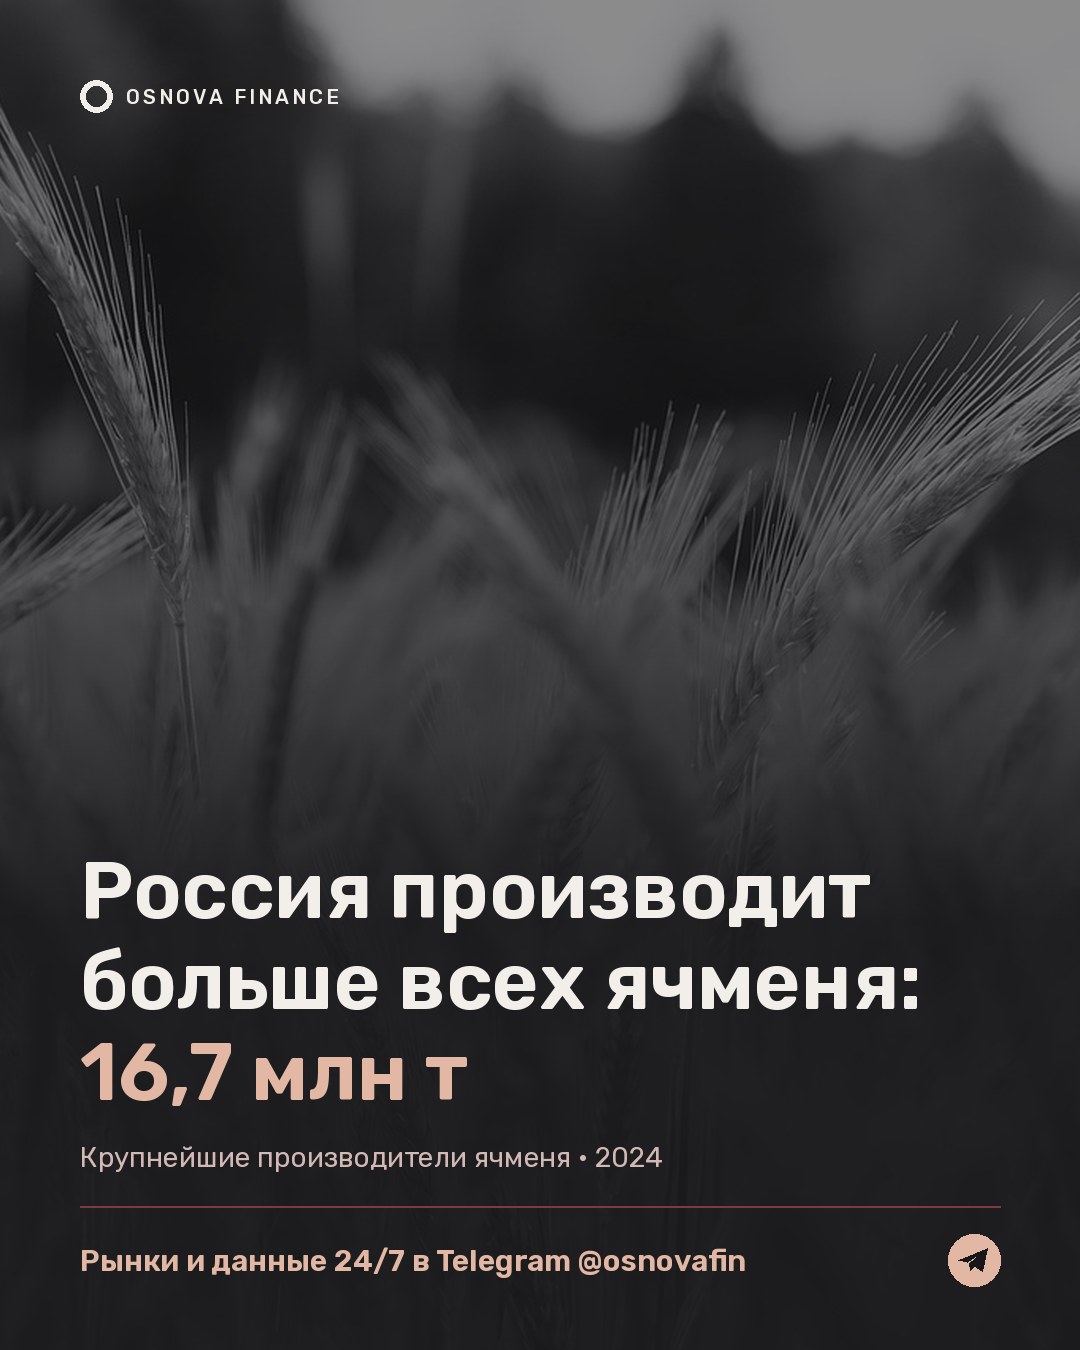 OSNOVA FINANCE
Россия производит
больше всех ячменя:
16,7 млн т
Крупнейшие производители ячменя • 2024
Рынки и данные 24/7 в Telegram @osnovafin